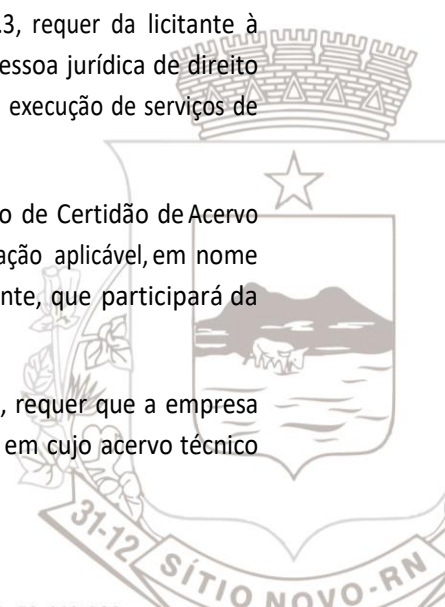 .3, requer da licitante à
essoa jurídica de direito
execução de serviços de
o de Certidão de Acervo
ação aplicável, em nome
nte, que participará da
, requer que a empresa
em cujo acervo técnico
31-12 SÍTIO NOVO-RN